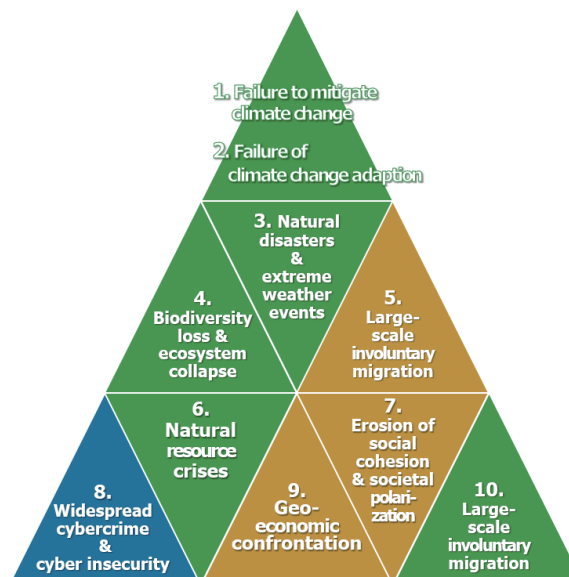 1. Failure to mitigate
climate change
2. Failure of
climate change adaption
3. Natural
disasters
&
extreme
weather
events
4.
Biodiversity
loss &
ecosystem
collapse
5.
Large-
scale
involuntary
migration
6.
Natural
resource
crises
7.
Erosion of
social
cohesion
& societal
polari-
zation
8.
Widespread
cybercrime
&
cyber insecurity
9.
Geo-
economic
confrontation
10.
Large-
scale
involuntary
migration